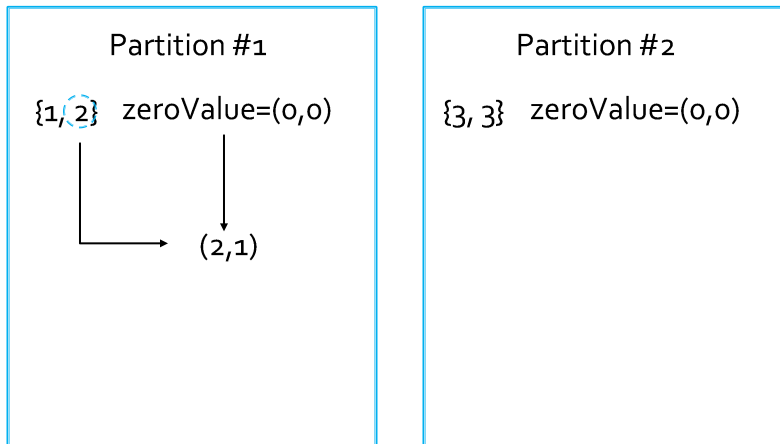 Partition #1
{1, 2} zeroValue=(0,0)
(2,1)
Partition #2
{3, 3} zeroValue=(0,0)